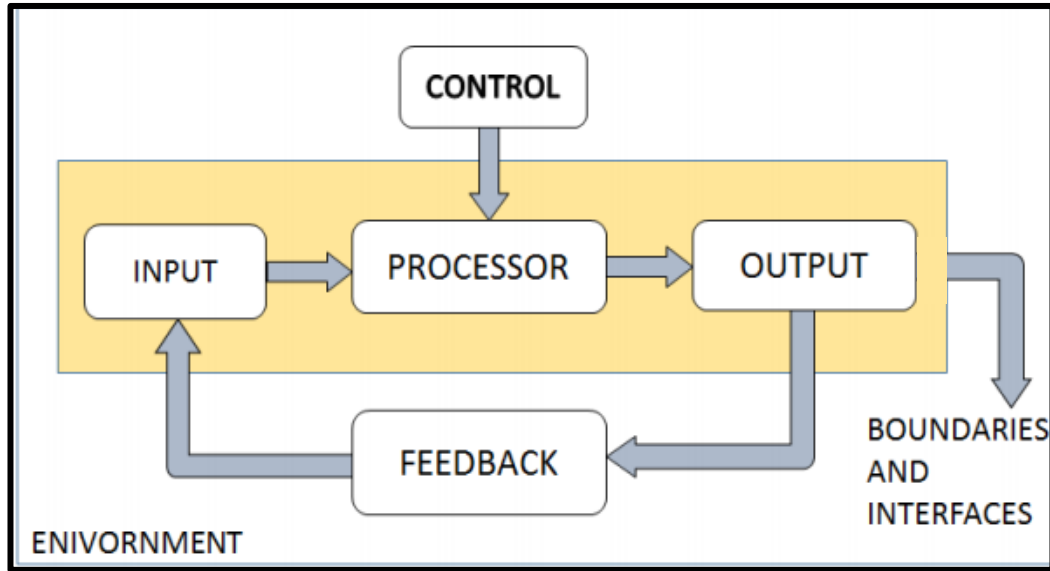 CONTROL
INPUT
PROCESSOR
OUTPUT
FEEDBACK
BOUNDARIES
AND
INTERFACES
ENIVORNMENT